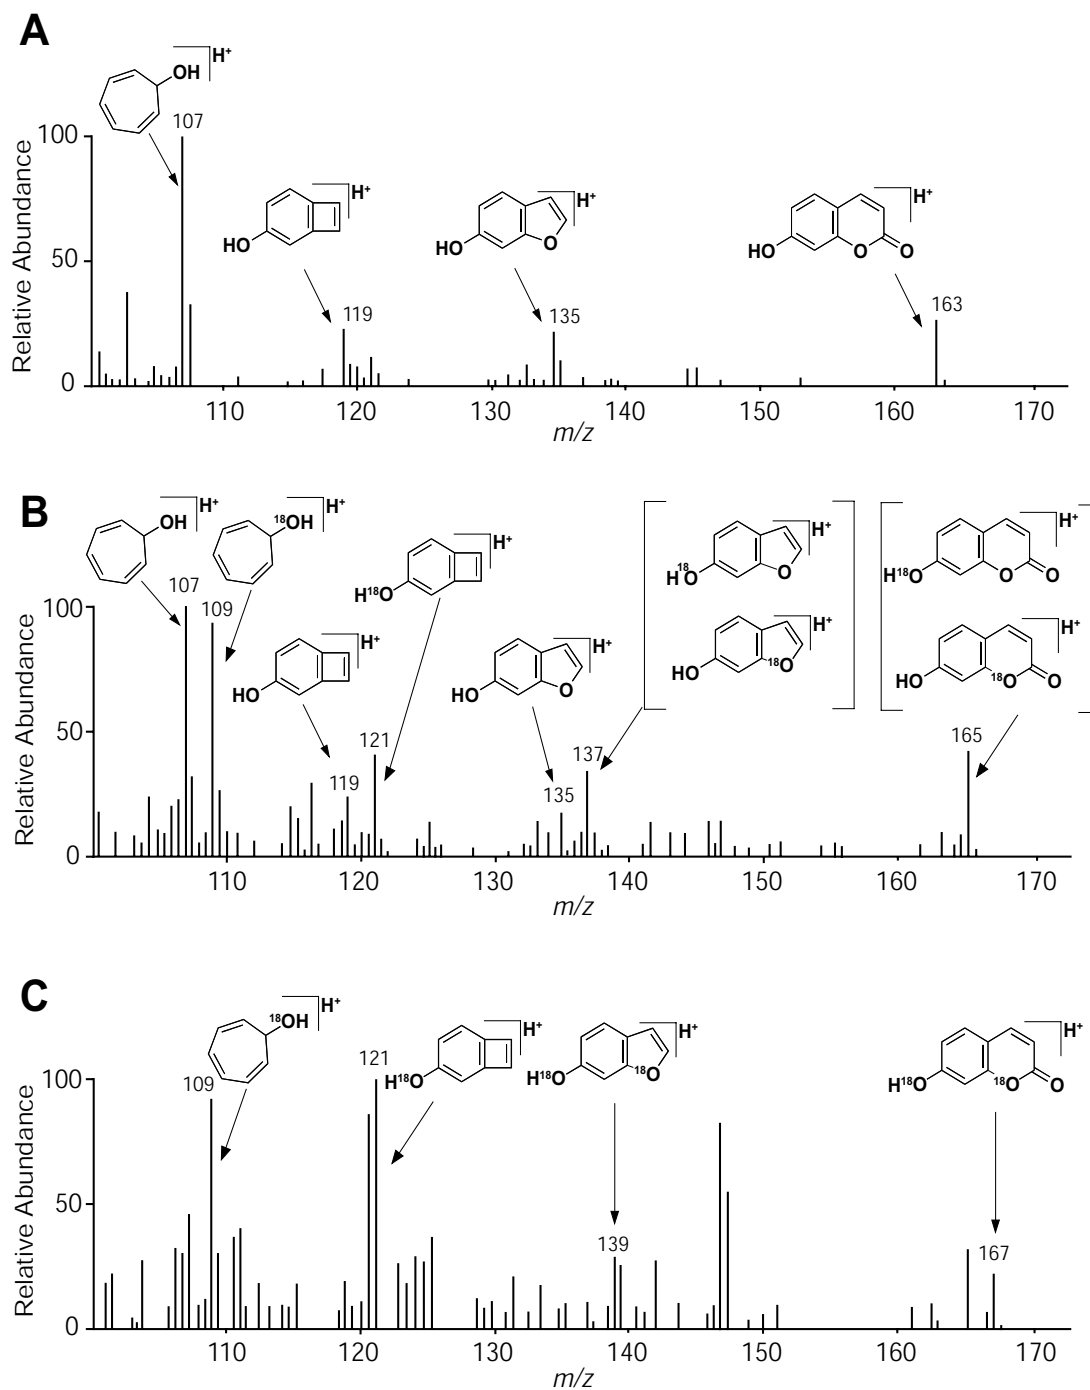 A
OH
H⁺
107
100
HO
H⁺
HO
O
H⁺
HO
O
O
H⁺
50
119
135
163
0
Relative Abundance
110
120
130
140
150
160
170
m/z
B
OH
H⁺
¹⁸OH
H⁺
H¹⁸O
H⁺
H¹⁸
O
H⁺
H¹⁸O
O
O
H⁺
107
109
100
HO
H⁺
HO
O
H⁺
HO
¹⁸O
H⁺
HO
¹⁸O
O
H⁺
50
119
121
135
137
165
0
Relative Abundance
110
120
130
140
150
160
170
m/z
C
¹⁸OH
H⁺
H¹⁸O
H⁺
H¹⁸O
¹⁸O
H⁺
H¹⁸O
¹⁸O
O
H⁺
109
121
100
50
139
167
0
Relative Abundance
110
120
130
140
150
160
170
m/z